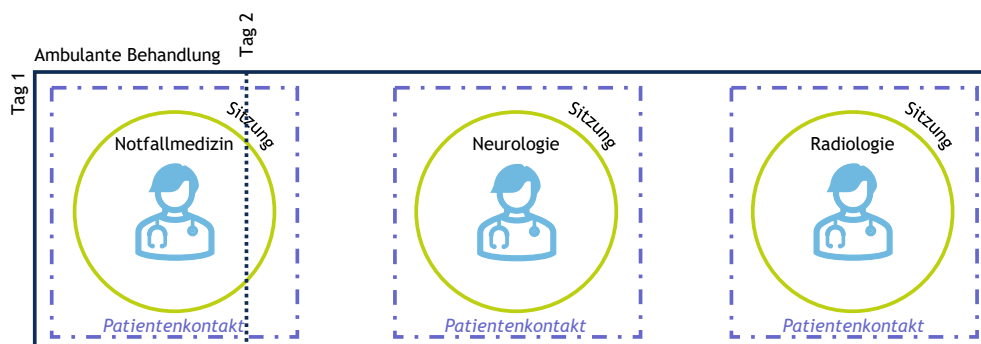 Tag 2
Ambulante Behandlung
Tag 1
Sitzung
Notfallmedizin
Patientenkontakt
Sitzung
Neurologie
Patientenkontakt
Sitzung
Radiologie
Patientenkontakt